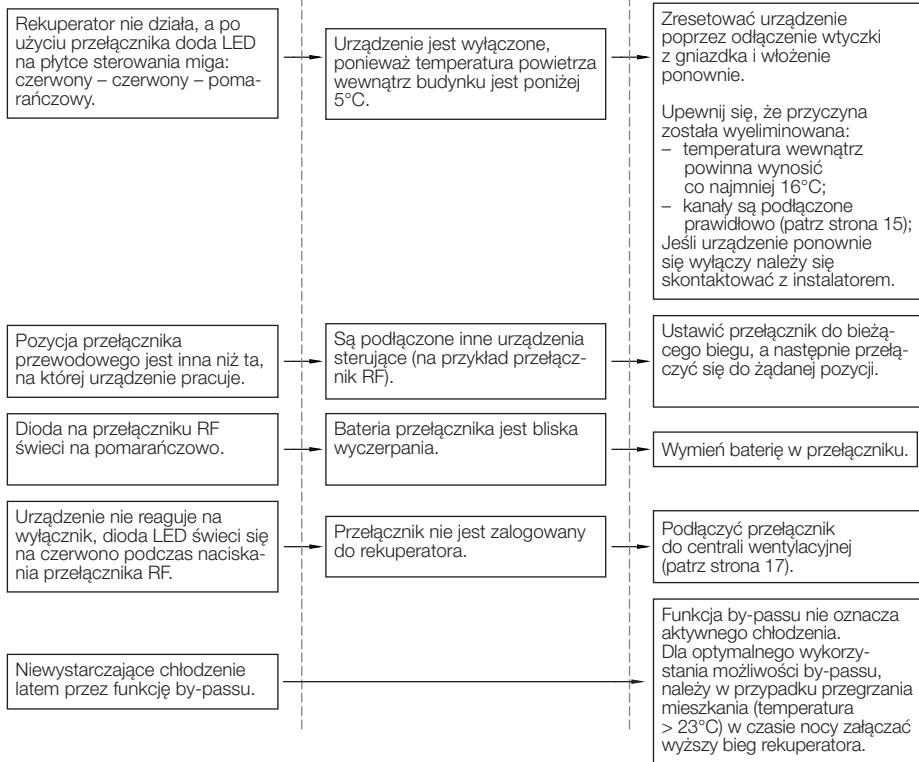 Rekuperator nie działa, a po
użyciu przełącznika doda LED
na płytce sterowania miga:
czerwony – czerwony – poma-
rańczowy.
Urządzenie jest wyłączone,
ponieważ temperatura powietrza
wewnątrz budynku jest poniżej
5°C.
Zresetować urządzenie
poprzez odłączenie wtyczki
z gniazdka i włożenie
ponownie.
Upewnij się, że przyczyna
została wyeliminowana:
– temperatura wewnątrz
powinna wynosić
co najmniej 16°C;
– kanały są podłączone
prawidłowo (patrz strona 15);
Jeśli urządzenie ponownie
się wyłączy należy się
skontaktować z instalatorem.
Pozycja przełącznika
przewodowego jest inna niż ta,
na której urządzenie pracuje.
Są podłączone inne urządzenia
sterujące (na przykład przełącz-
nik RF).
Ustawić przełącznik do bieżą-
cego biegu, a następnie przełą-
czyć się do żądanej pozycji.
Dioda na przełączniku RF
świeci na pomarańczowo.
Bateria przełącznika jest bliska
wyczerpania.
Wymień baterię w przełączniku.
Urządzenie nie reaguje na
wyłącznik, dioda LED świeci się
na czerwono podczas naciska-
nia przełącznika RF.
Przełącznik nie jest zalogowany
do rekuperatora.
Podłączyć przełącznik
do centrali wentylacyjnej
(patrz strona 17).
Niewystarczające chłodzenie
latem przez funkcję by-passu.
Funkcja by-passu nie oznacza
aktywnego chłodzenia.
Dla optymalnego wykorzy-
stania możliwości by-passu,
należy w przypadku przegrzania
mieszkania (temperatura
> 23°C) w czasie nocy załączać
wyższy bieg rekuperatora.